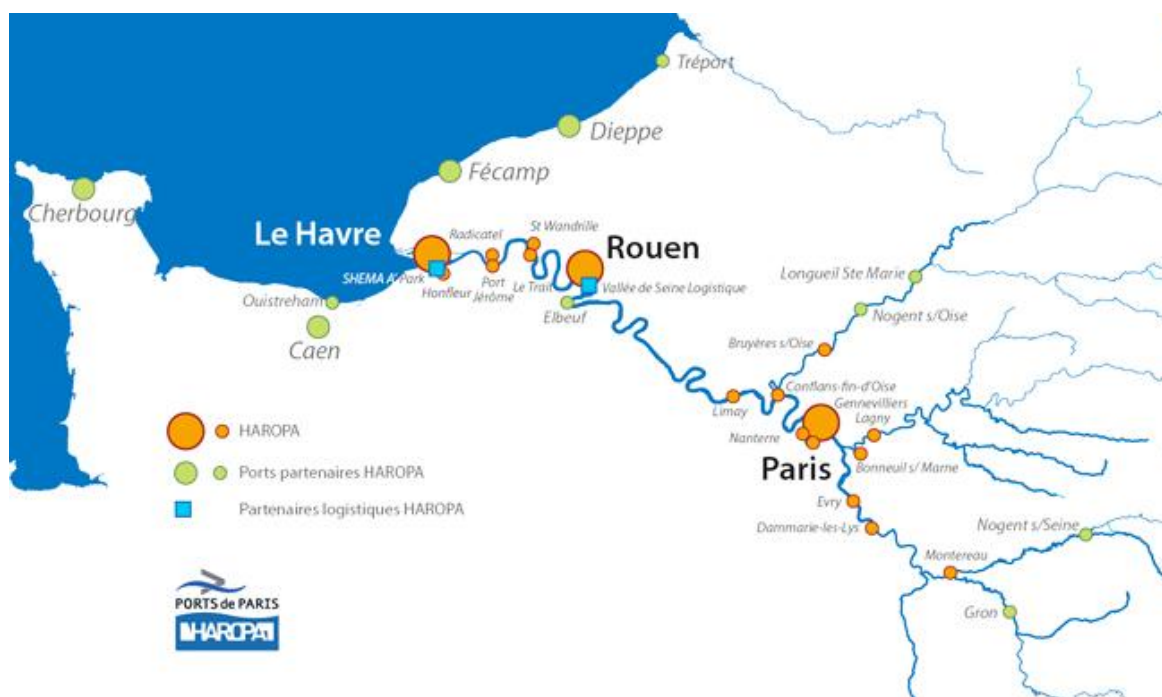 Tréport
Dieppe
Fécamp
Cherbourg
Le Havre
Radicatel
St Wandrille
Rouen
SHEMA A' Park
Honfleur
Port
Jérôme
Le Trait
Vallée de Seine Logistique
Longueil Ste Marie
Ouistreham
Elbeuf
Nogent s/Oise
Caen
Bruyères s/Oise
Conflans-fin-d'Oise
Limay
Gennevilliers
Lagny
Nanterre
Paris
Bonneuil s/ Marne
HAROPA
Ports partenaires HAROPA
Partenaires logistiques HAROPA
Evry
Dammarie-les-Lys
Nogent s/Seine
Montereau
Gron
PORTS de PARIS
HAROPA